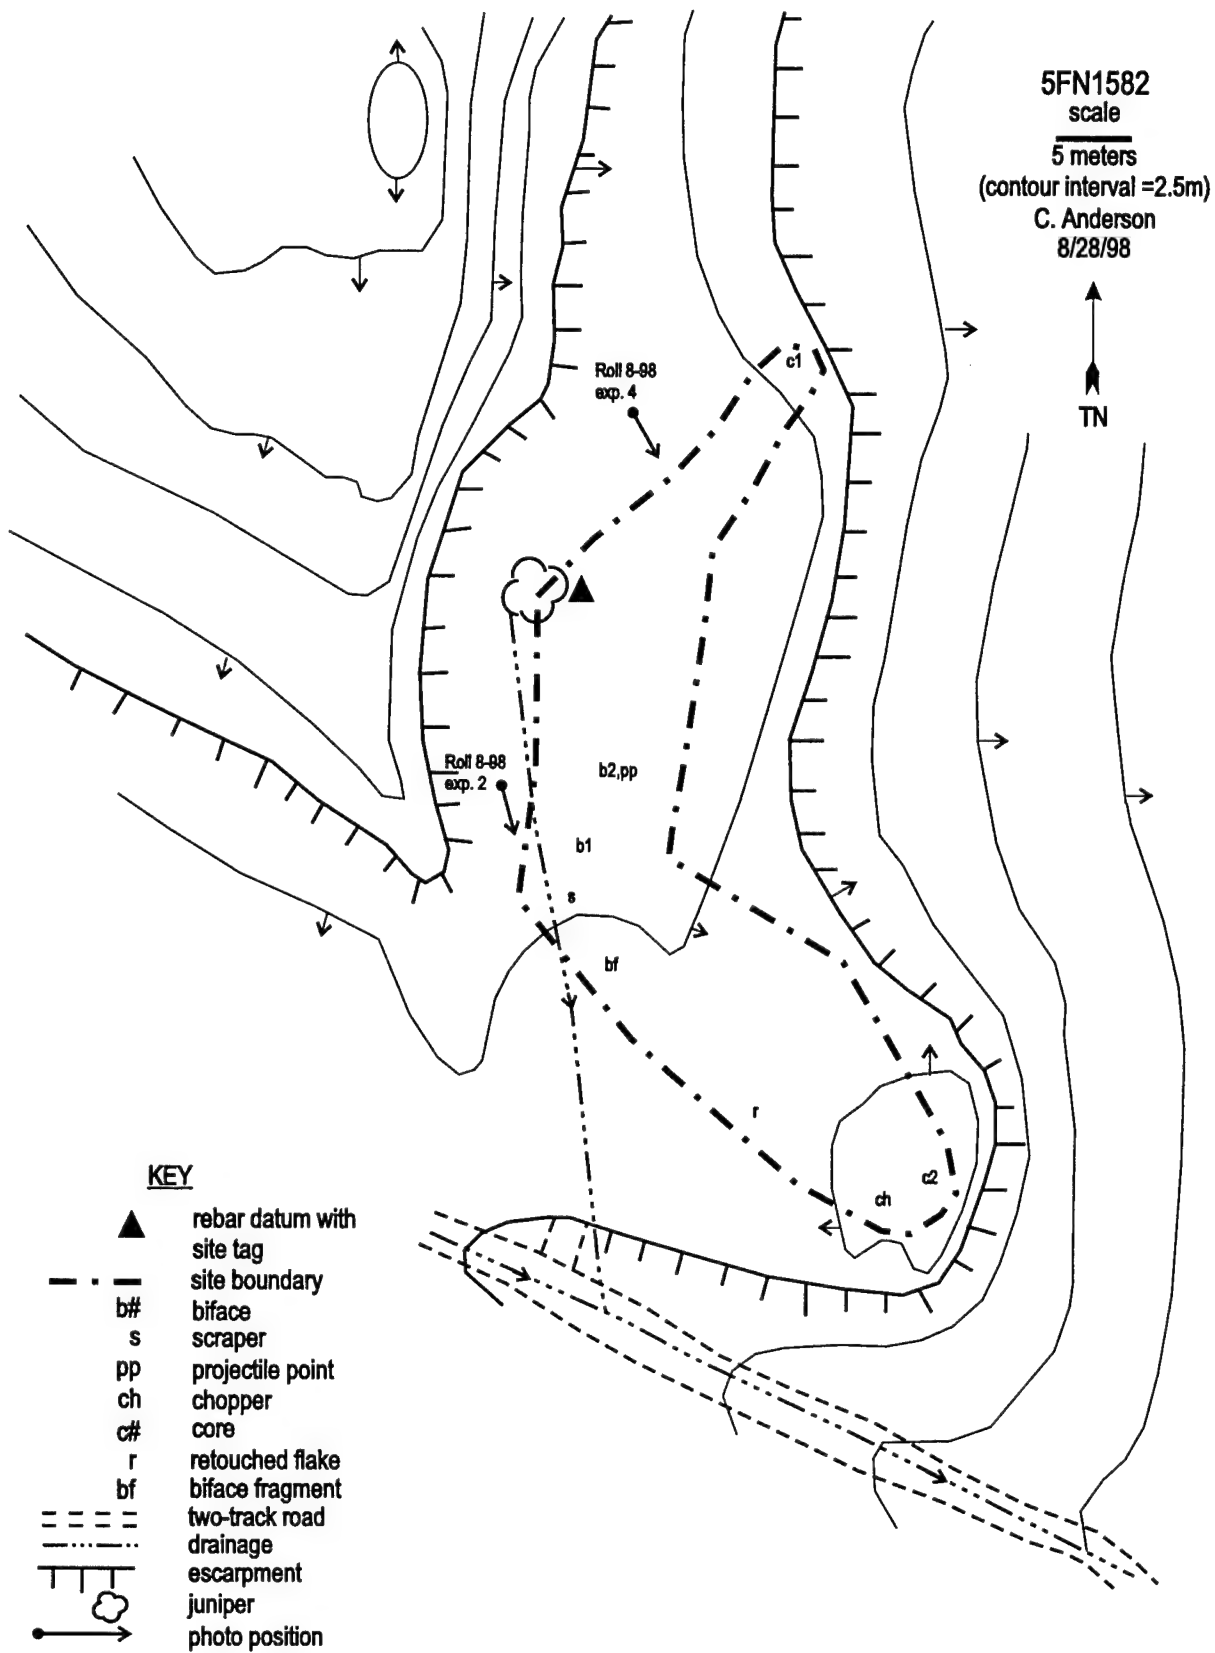 5FN1582
scale
5 meters
(contour interval =2.5m)
C. Anderson
8/28/98
TN
c1
Roll 8-98
exp. 4
Roll 8-98
exp. 2
b2,pp
b1
s
bf
r
c2
ch
KEY
rebar datum with
site tag
site boundary
b# biface
s scraper
pp projectile point
ch chopper
c# core
r retouched flake
bf biface fragment
two-track road
drainage
escarpment
juniper
photo position